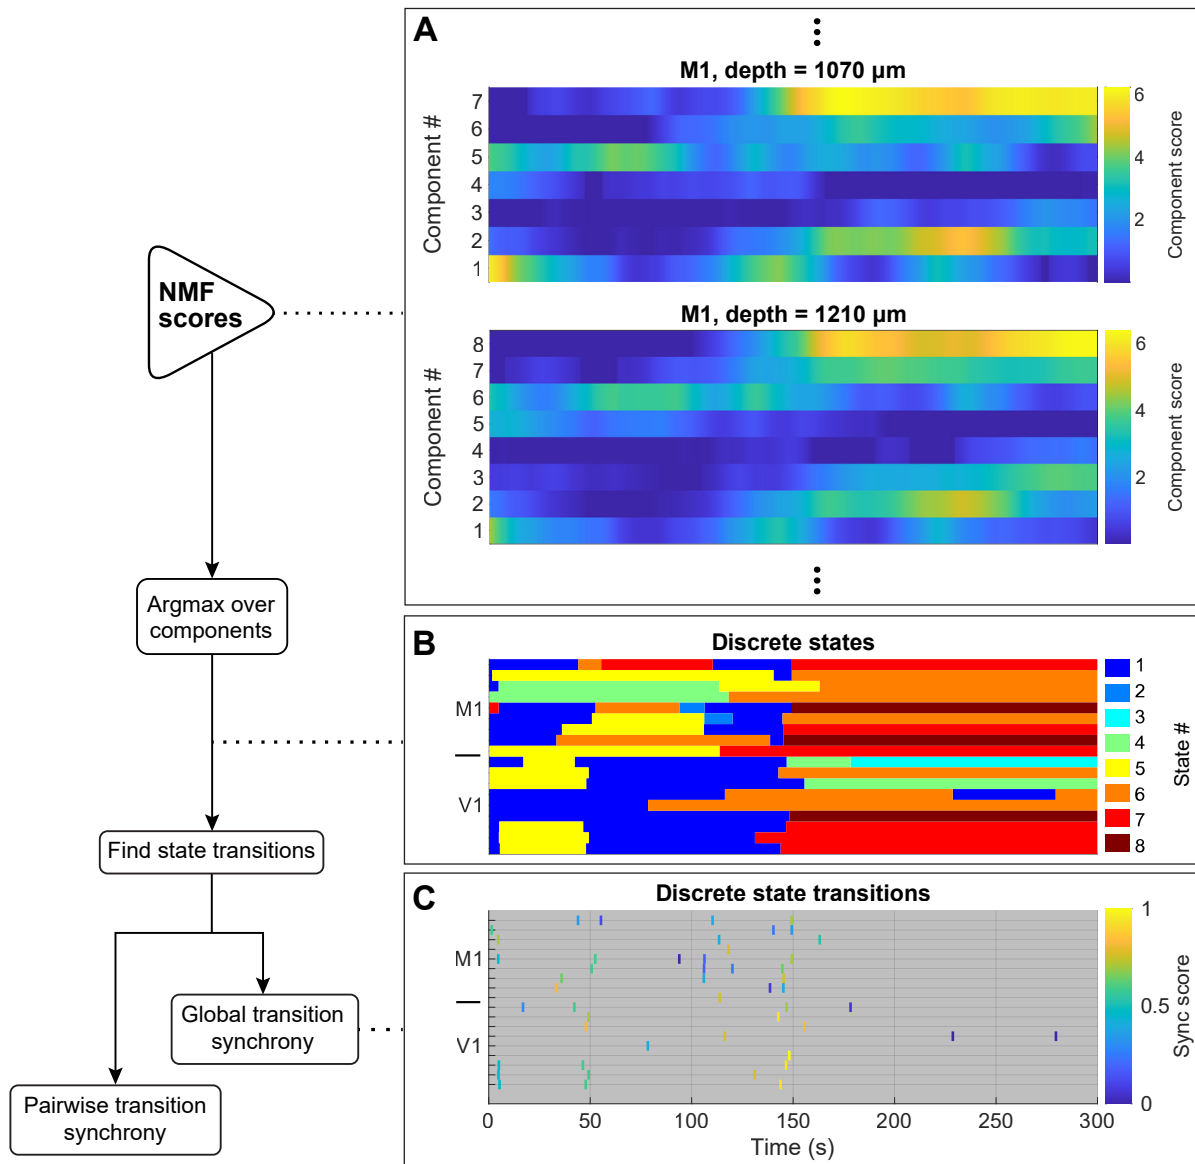 NMF
scores
Argmax over
components
Find state transitions
Global transition
synchrony
Pairwise transition
synchrony
A
M1, depth = 1070 µm
Component #
7
6
5
4
3
2
1
6
4
2
Component score
M1, depth = 1210 µm
Component #
8
7
6
5
4
3
2
1
6
4
2
Component score
B
Discrete states
M1
V1
1
2
3
4
5
6
7
8
State #
C
Discrete state transitions
M1
V1
0
50
100
150
200
250
300
Time (s)
1
0.5
0
Sync score